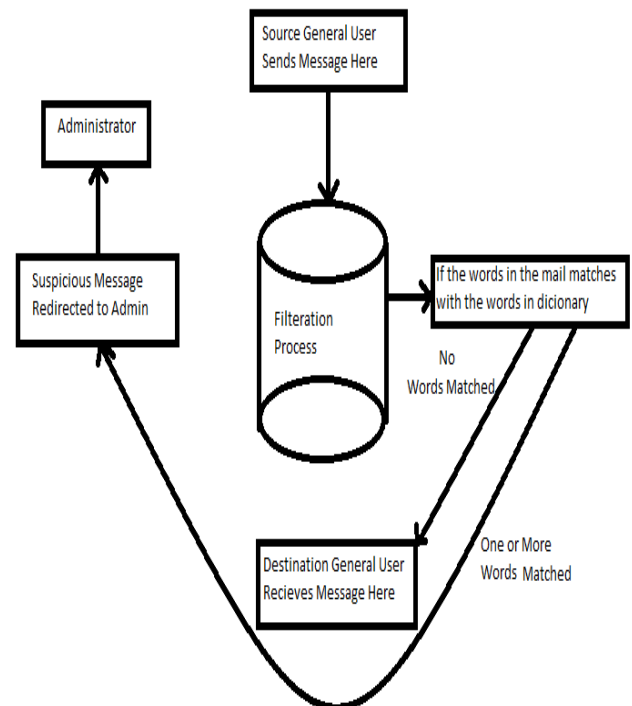 Source General User
Sends Message Here
Administrator
Suspicious Message
Redirected to Admin
Filteration
Process
If the words in the mail matches
with the words in dicionary
No
Words Matched
Destination General User
Recieves Message Here
One or More
Words Matched